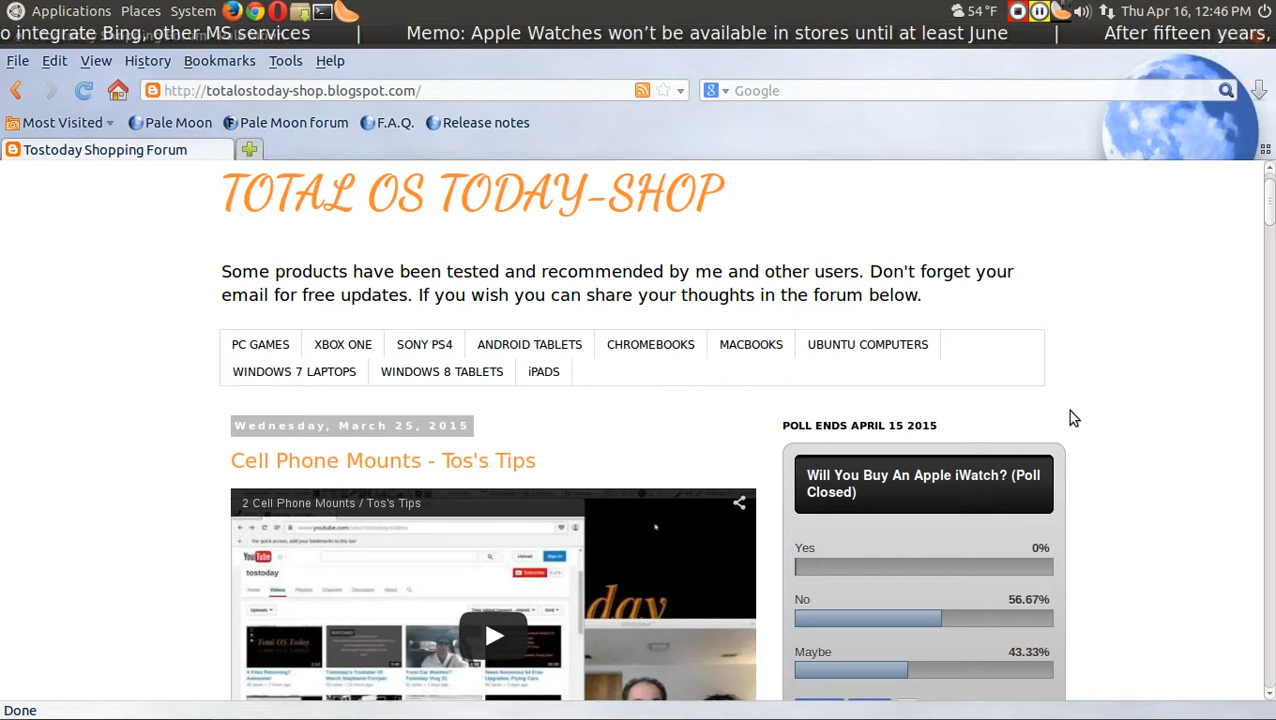 Applications Places System 54 °F Thu Apr 16, 12:46 PM
o integrate Bing, other MS services | Memo: Apple Watches won't be available in stores until at least June | After fifteen years,
File Edit View History Bookmarks Tools Help
http://totalostoday-shop.blogspot.com/ Google
Most Visited Pale Moon Pale Moon forum F.A.Q. Release notes
Tostoday Shopping Forum
TOTAL OS TODAY-SHOP
Some products have been tested and recommended by me and other users. Don't forget your
email for free updates. If you wish you can share your thoughts in the forum below.
PC GAMES XBOX ONE SONY PS4 ANDROID TABLETS CHROMEBOOKS MACBOOKS UBUNTU COMPUTERS
WINDOWS 7 LAPTOPS WINDOWS 8 TABLETS iPADS
Wednesday, March 25, 2015
Cell Phone Mounts - Tos's Tips
2 Cell Phone Mounts / Tos's Tips
YouTube Upload Sign in
tostoday
Home Videos Playlists Channels Discussion About
Uploads
Total OS Today
day
POLL ENDS APRIL 15 2015
Will You Buy An Apple iWatch? (Poll
Closed)
Yes 0%
No 56.67%
Maybe 43.33%
Done